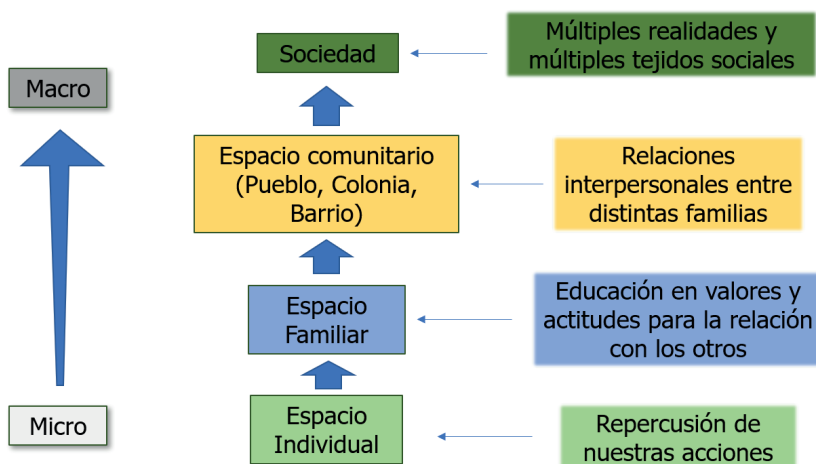 Sociedad
Múltiples realidades y
múltiples tejidos sociales
Macro
Espacio comunitario
(Pueblo, Colonia,
Barrio)
Relaciones
interpersonales entre
distintas familias
Espacio
Familiar
Educación en valores y
actitudes para la relación
con los otros
Micro
Espacio
Individual
Repercusión de
nuestras acciones